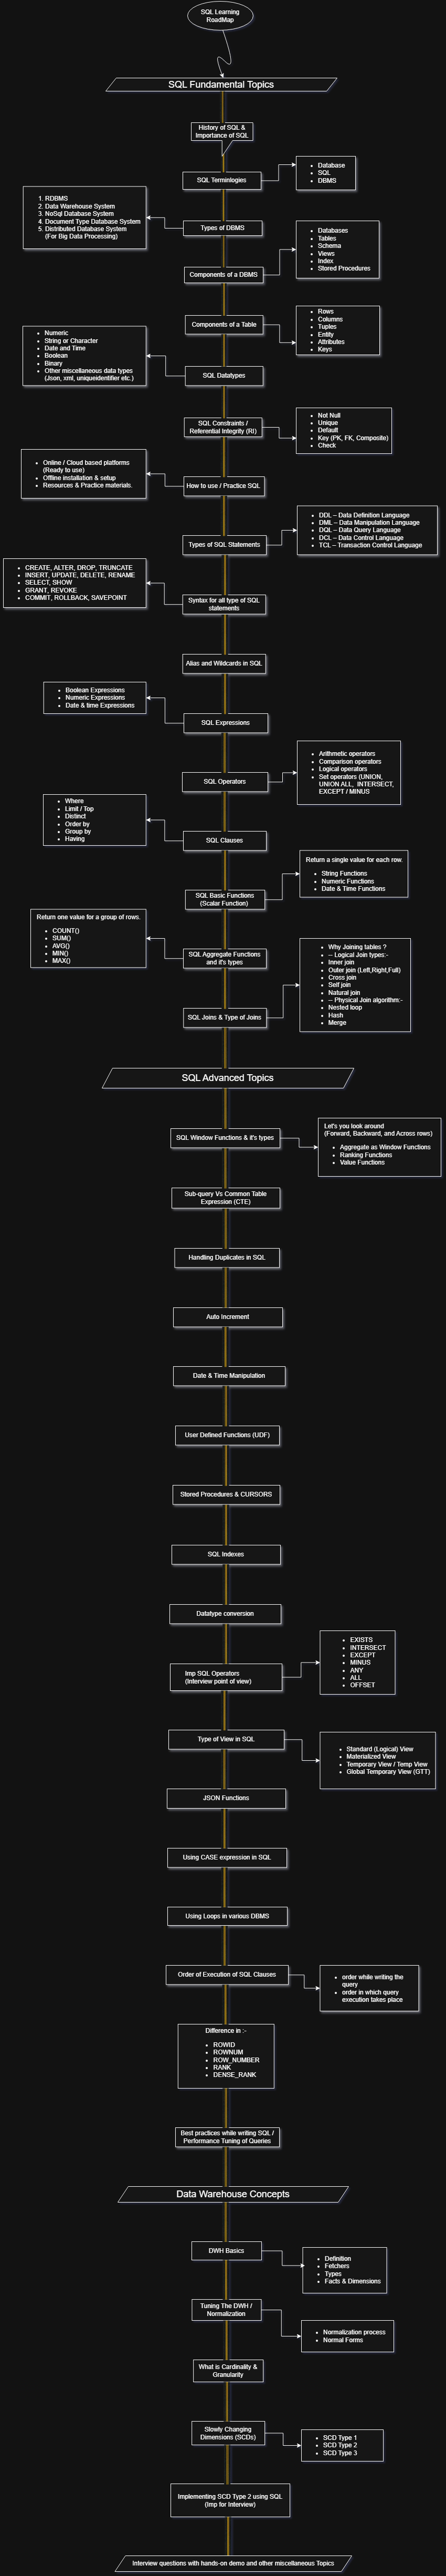 SQL Learning
RoadMap
SQL Fundamental Topics
History of SQL &
Importance of SQL
SQL Terminlogies
Database
SQL
DBMS
1. RDBMS
2. Data Warehouse System
3. NoSql Database System
4. Document Type Database System
5. Distributed Database System
(For Big Data Processing)
Types of DBMS
Components of a DBMS
Databases
Tables
Schema
Views
Index
Stored Procedures
Components of a Table
Rows
Columns
Tuples
Entity
Attributes
Keys
Numeric
String or Character
Date and Time
Boolean
Binary
Other miscellaneous data types
(Json, xml, uniqueidentifier etc.)
SQL Datatypes
SQL Constraints /
Referential Integrity (RI)
Not Null
Unique
Default
Key (PK, FK, Composite)
Check
Online / Cloud based platforms
(Ready to use)
Offline installation & setup
Resources & Practice materials.
How to use / Practice SQL
Types of SQL Statements
DDL – Data Definition Language
DML – Data Manipulation Language
DQL – Data Query Language
DCL – Data Control Language
TCL – Transaction Control Language
CREATE, ALTER, DROP, TRUNCATE
INSERT, UPDATE, DELETE, RENAME
SELECT, SHOW
GRANT, REVOKE
COMMIT, ROLLBACK, SAVEPOINT
Syntax for all type of SQL
statements
Alias and Wildcards in SQL
Boolean Expressions
Numeric Expressions
Date & time Expressions
SQL Expressions
SQL Operators
Arithmetic operators
Comparison operators
Logical operators
Set operators (UNION,
UNION ALL, INTERSECT,
EXCEPT / MINUS
Where
Limit / Top
Distinct
Order by
Group by
Having
SQL Clauses
SQL Basic Functions
(Scalar Function)
Return a single value for each row.
String Functions
Numeric Functions
Date & Time Functions
Return one value for a group of rows.
COUNT()
SUM()
AVG()
MIN()
MAX()
SQL Aggregate Functions
and it's types
SQL Joins & Type of Joins
Why Joining tables ?
-- Logical Join types:-
Inner join
Outer join (Left,Right,Full)
Cross join
Self join
Natural join
-- Physical Join algorithm:-
Nested loop
Hash
Merge
SQL Advanced Topics
SQL Window Functions & it's types
Let's you look around
(Forward, Backward, and Across rows)
Aggregate as Window Functions
Ranking Functions
Value Functions
Sub-query Vs Common Table
Expression (CTE)
Handling Duplicates in SQL
Auto Increment
Date & Time Manipulation
User Defined Functions (UDF)
Stored Procedures & CURSORS
SQL Indexes
Datatype conversion
Imp SQL Operators
(Interview point of view)
EXISTS
INTERSECT
EXCEPT
MINUS
ANY
ALL
OFFSET
Type of View in SQL
Standard (Logical) View
Materialized View
Temporary View / Temp View
Global Temporary View (GTT)
JSON Functions
Using CASE expression in SQL
Using Loops in various DBMS
Order of Execution of SQL Clauses
order while writing the
query
order in which query
execution takes place
Difference in :-
ROWID
ROWNUM
ROW_NUMBER
RANK
DENSE_RANK
Best practices while writing SQL /
Performance Tuning of Queries
Data Warehouse Concepts
DWH Basics
Definition
Fetchers
Types
Facts & Dimensions
Tuning The DWH /
Normalization
Normalization process
Normal Forms
What is Cardinality &
Granularity
Slowly Changing
Dimensions (SCDs)
SCD Type 1
SCD Type 2
SCD Type 3
Implementing SCD Type 2 using SQL
(Imp for Interview)
Interview questions with hands-on demo and other miscellaneous Topics